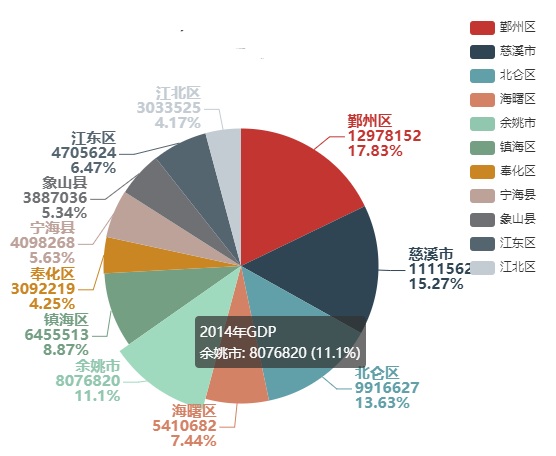 鄞州区
慈溪市
北仑区
海曙区
余姚市
镇海区
奉化区
宁海县
象山县
江东区
江北区
江北区
3033525
4.17%
鄞州区
12978152
17.83%
江东区
4705624
6.47%
象山县
3887036
5.34%
宁海县
4098268
5.63%
慈溪市
1111562
15.27%
奉化区
3092219
4.25%
镇海区
6455513
8.87%
2014年GDP
余姚市: 8076820 (11.1%)
余姚市
8076820
11.1%
北仑区
9916627
13.63%
海曙区
5410682
7.44%